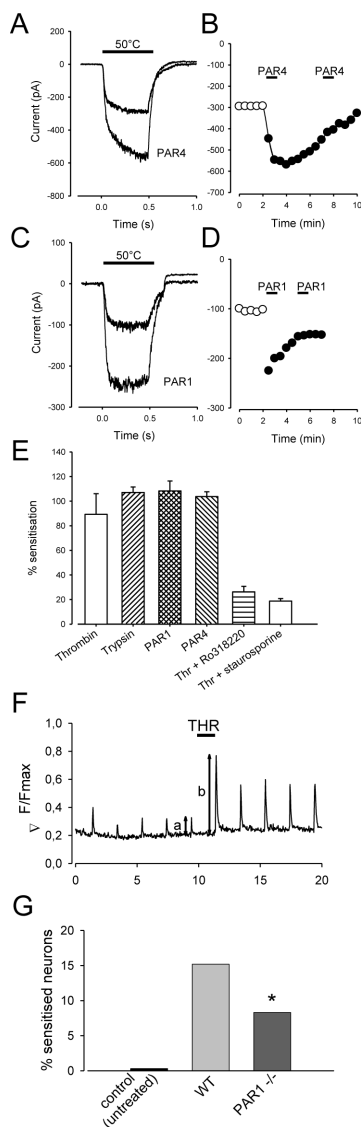 A
50°C
200
0
-200
-400
-600
-800
Current (pA)
PAR4
0.0
0.5
1.0
Time (s)
B
0
PAR4
PAR4
-100
-200
-300
-400
-500
-600
-700
0
2
4
6
8
10
Time (min)
C
50°C
100
0
-100
-200
-300
Current (pA)
PAR1
0.0
0.5
1.0
Time (s)
D
0
PAR1
PAR1
-100
-200
-300
0
2
4
6
8
10
Time (min)
E
140
120
100
80
60
40
20
0
% sensitisation
Thrombin
Trypsin
PAR1
PAR4
Thr + Ro318220
Thr + staurosporine
F
1,0
0,8
0,6
0,4
0,2
0,0
∇ F/Fmax
THR
a
b
0
5
10
15
20
G
20
15
10
5
0
% sensitised neurons
*
control
(untreated)
WT
PAR1 -/-